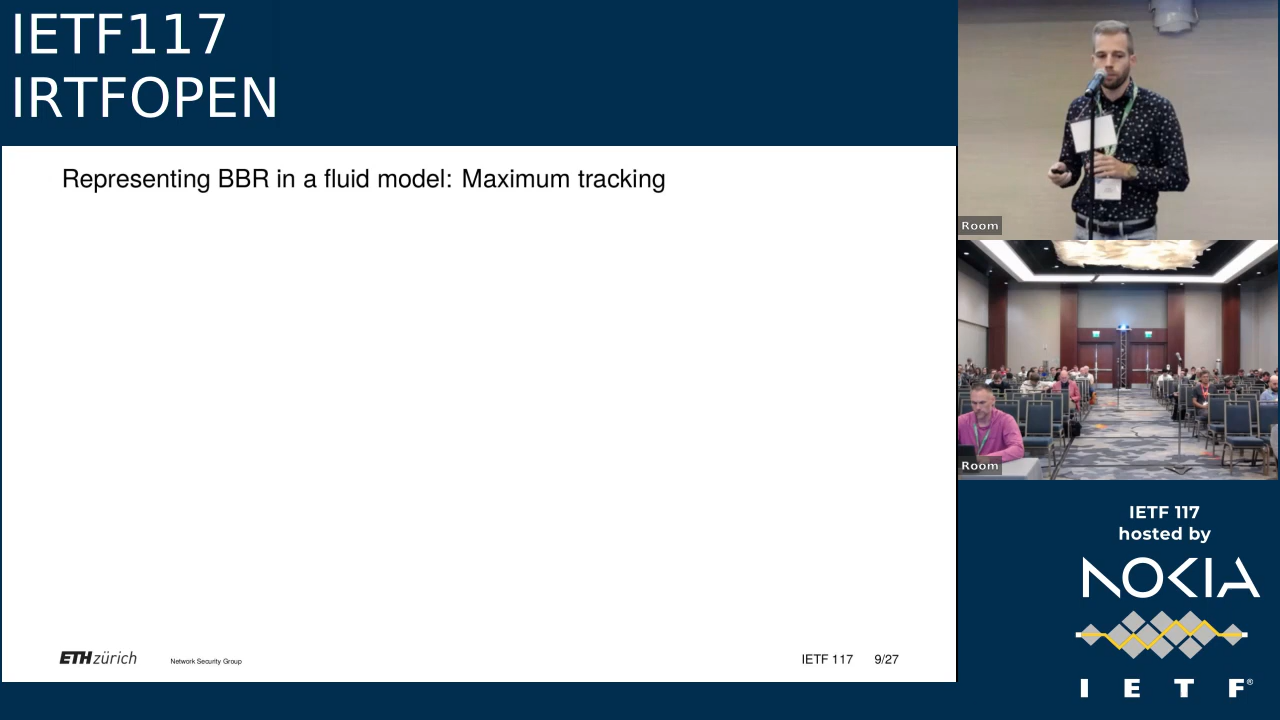 IETF117
IRTFOPEN
Representing BBR in a fluid model: Maximum tracking
ETH zürich
Network Security Group
IETF 117
9/27
Room
Room
IETF 117
hosted by
NOKIA
I E T F®